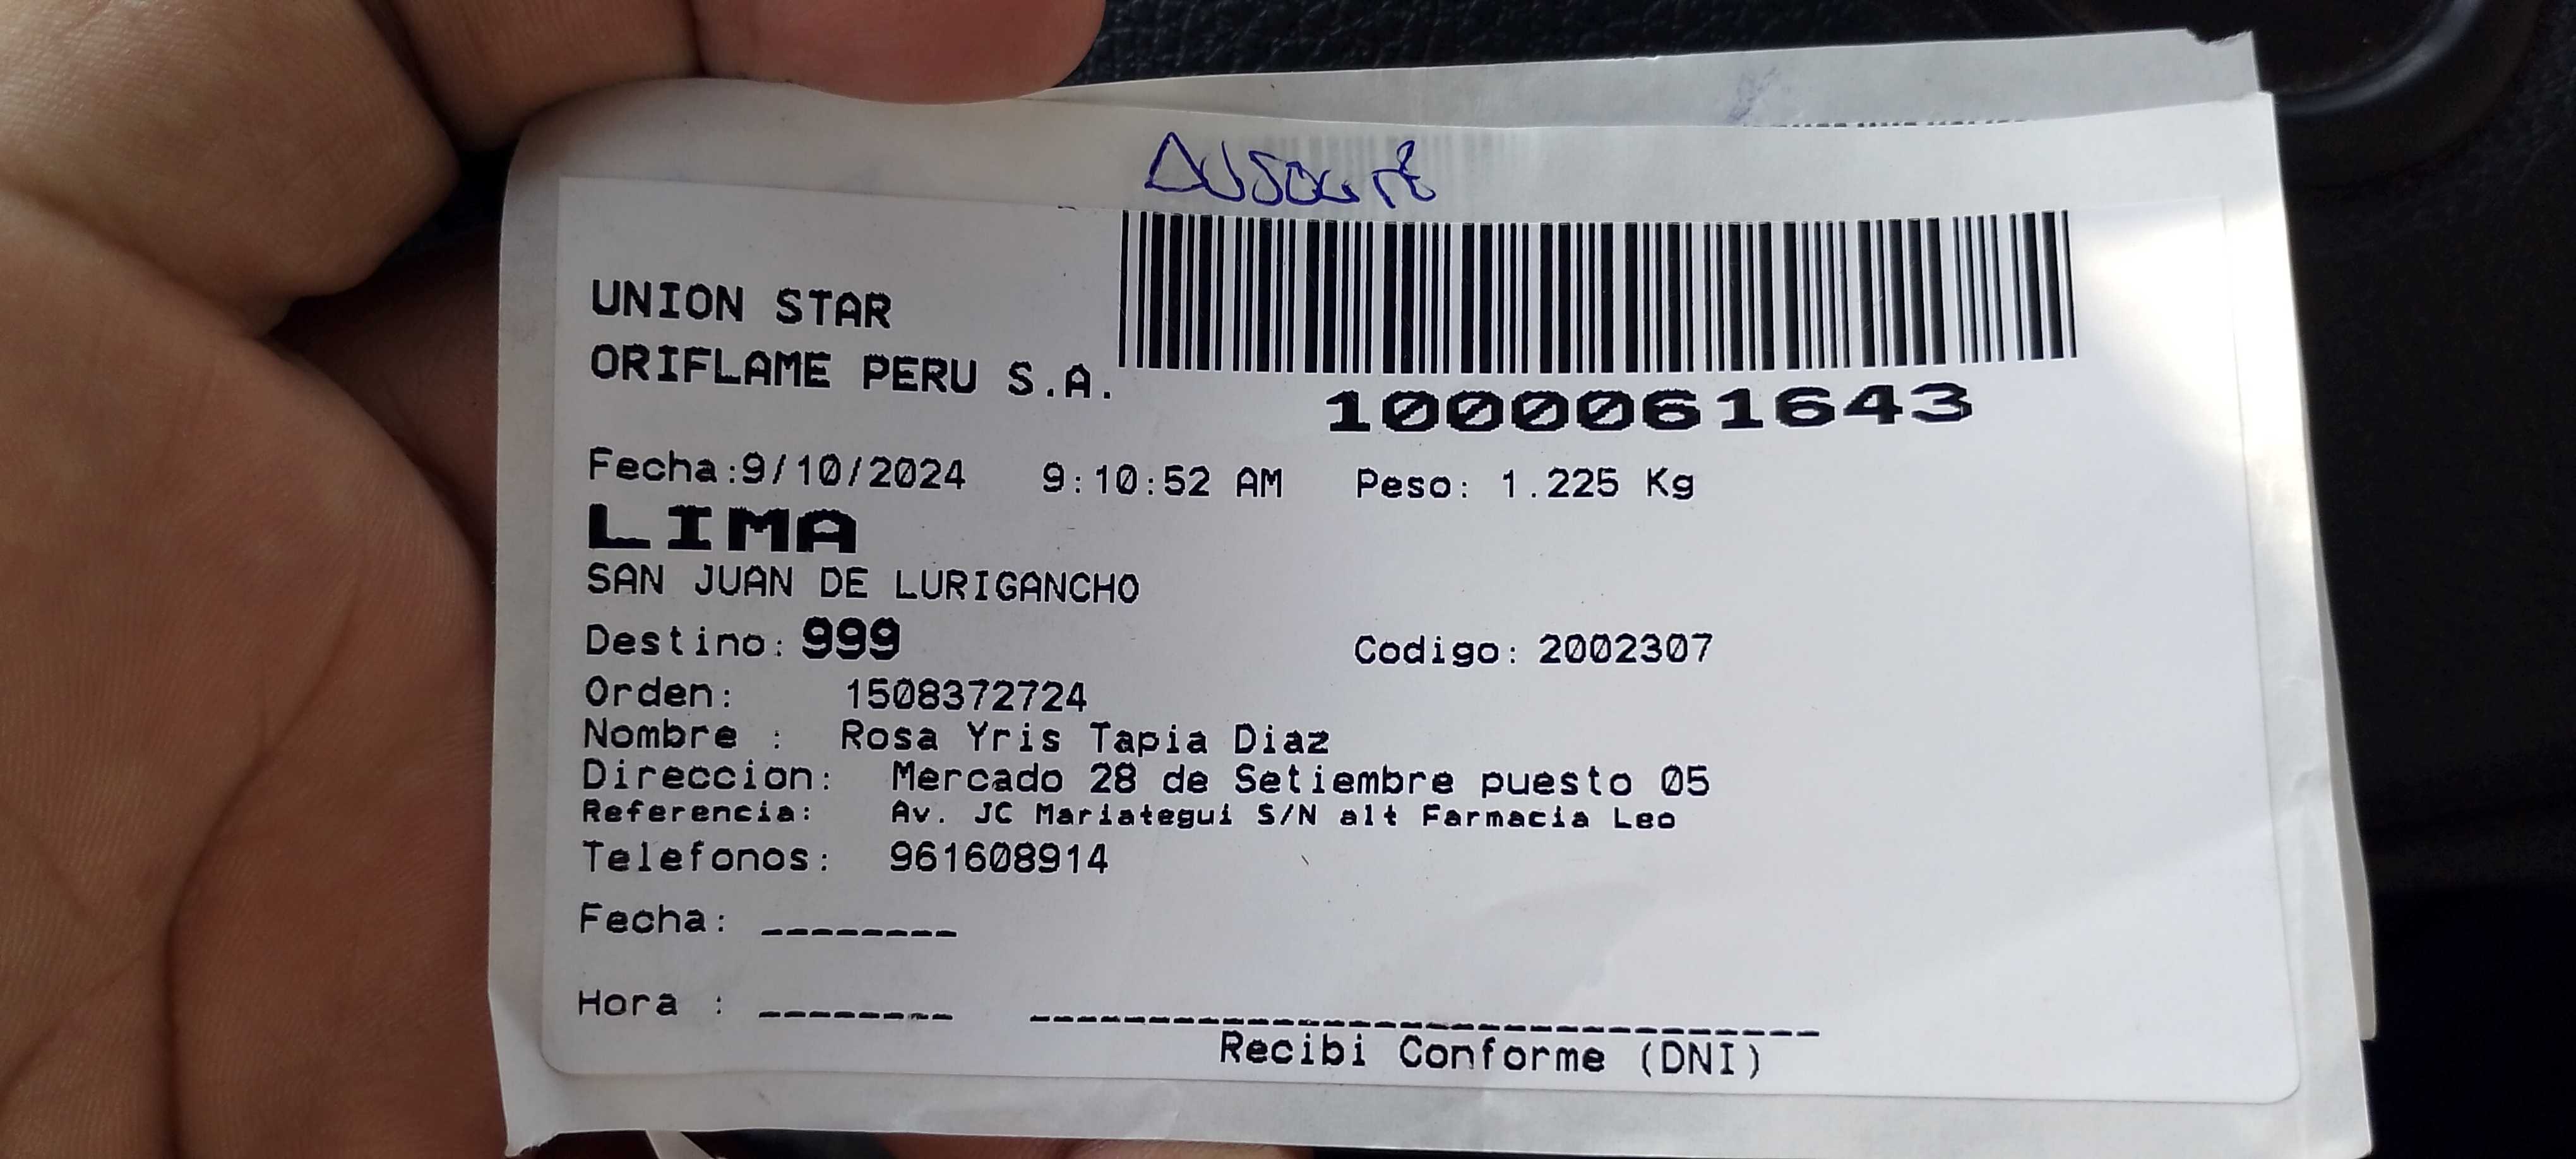 Ausente
UNION STAR
ORIFLAME PERU S.A.
1000061643
Fecha:9/10/2024 9:10:52 AM Peso: 1.225 Kg
LIMA
SAN JUAN DE LURIGANCHO
Destino: 999 Codigo: 2002307
Orden: 1508372724
Nombre : Rosa Yris Tapia Diaz
Direccion: Mercado 28 de Setiembre puesto 05
Referencia: Av. JC Mariategui S/N alt Farmacia Leo
Telefonos: 961608914
Fecha: ________
Hora : ________
Recibi Conforme (DNI)